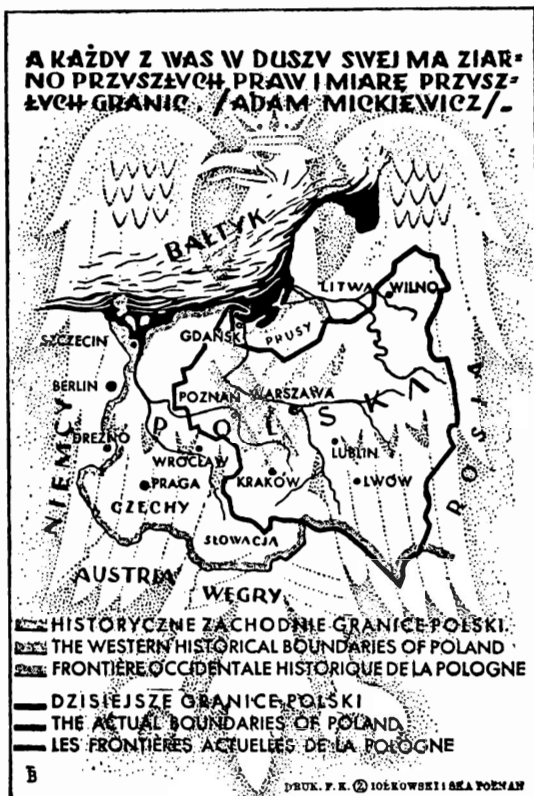 A KAŻDY Z WAS W DUSZY SWEJ MA ZIAR=
NO PRZYSZŁYCH PRAW I MIARĘ PRZYSZ=
ŁYCH GRANIC. /ADAM MICKIEWICZ/-
BAŁTYK
LITWA
WILNO
SZCZECIN
GDAŃSK
PRUSY
BERLIN
POZNAŃ
WARSZAWA
POLSKA
ROSJA
NIEMCY
DREZNO
WROCŁAW
LUBLIN
PRAGA
KRAKÓW
LWÓW
CZECHY
SŁOWACJA
AUSTRIA
WĘGRY
HISTORYCZNE ZACHODNIE GRANICE POLSKI
THE WESTERN HISTORICAL BOUNDARIES OF POLAND
FRONTIÈRE OCCIDENTALE HISTORIQUE DE LA POLOGNE
DZISIEJSZE GRANICE POLSKI
THE ACTUAL BOUNDARIES OF POLAND
LES FRONTIÈRES ACTUELLES DE LA POLOGNE
DRUK. F. K. ZIÓŁKOWSKI I SKA POZNAŃ